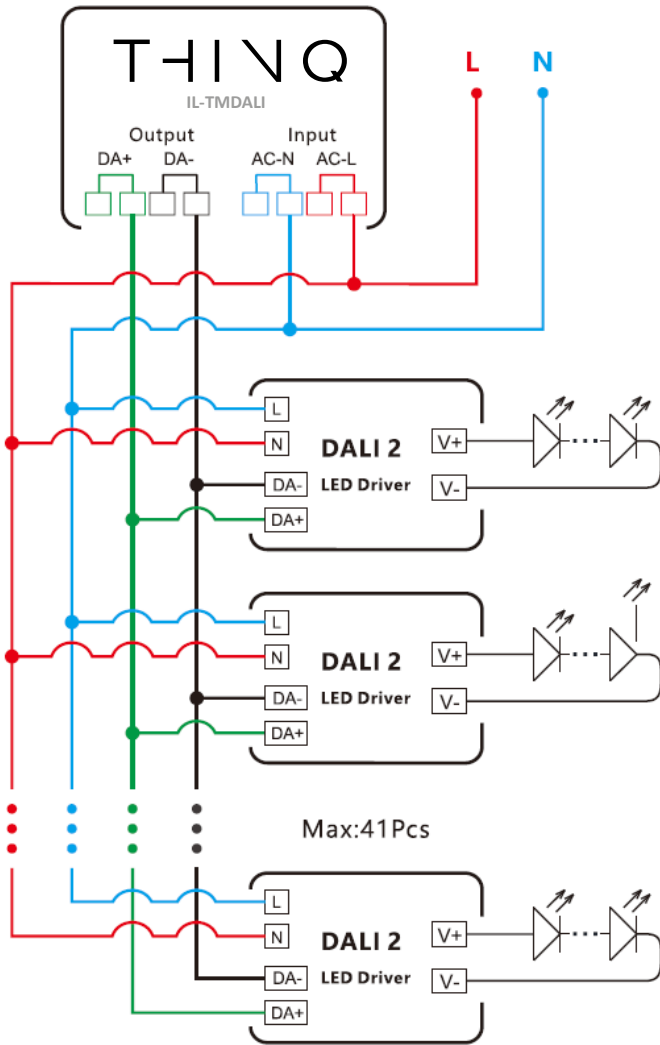 THINQ
IL-TMDALI
L N
Output Input
DA+ DA- AC-N AC-L
L
N
DALI 2
V+
DA-
LED Driver
V-
DA+
L
N
DALI 2
V+
DA-
LED Driver
V-
DA+
Max:41Pcs
L
N
DALI 2
V+
DA-
LED Driver
V-
DA+